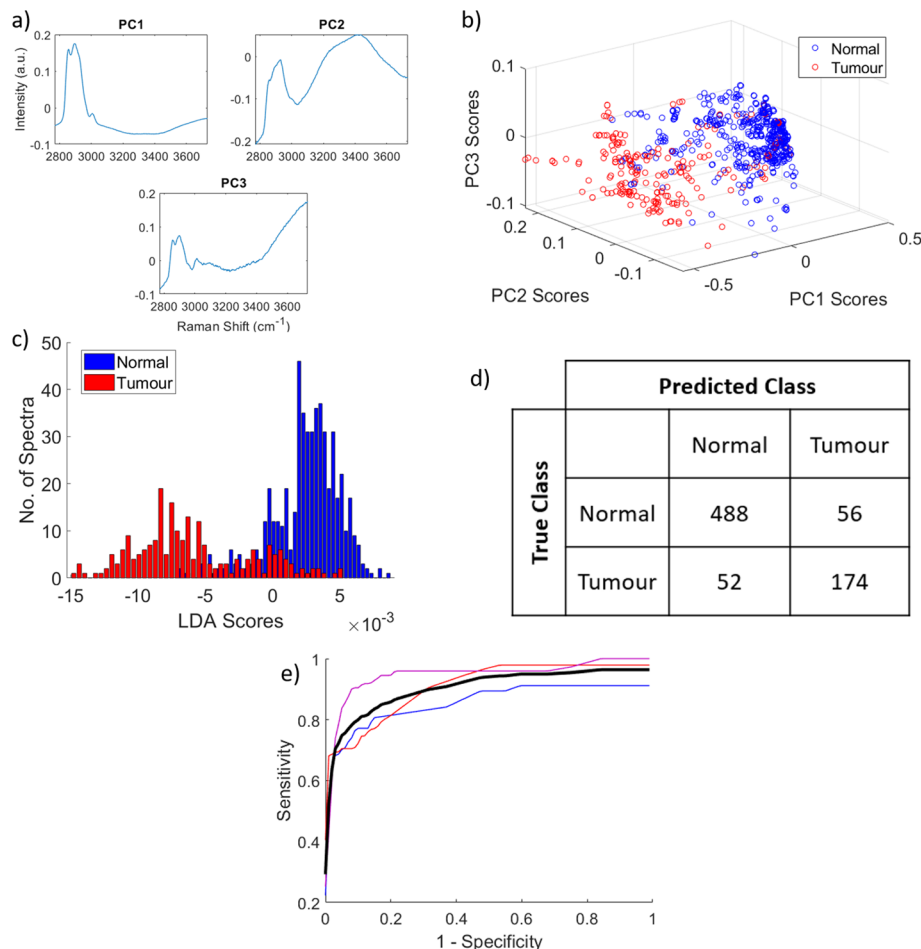 a)
PC1
PC2
Intensity (a.u.)
0.2
0.1
0
-0.1
2800 3000 3200 3400 3600
0
-0.1
-0.2
2800 3000 3200 3400 3600
PC3
0.2
0.1
0
-0.1
2800 3000 3200 3400 3600
Raman Shift (cm-1)
b)
Normal
Tumour
PC3 Scores
0.1
0
-0.1
0.2
0.1
0
-0.1
PC2 Scores
-0.5
0
0.5
PC1 Scores
c)
Normal
Tumour
No. of Spectra
50
40
30
20
10
0
-15 -10 -5 0 5
LDA Scores
×10-3
d)
Predicted Class
True Class
Normal Tumour
Normal 488 56
Tumour 52 174
e)
Sensitivity
1
0.8
0.6
0.4
0.2
0 0.2 0.4 0.6 0.8 1
1 - Specificity